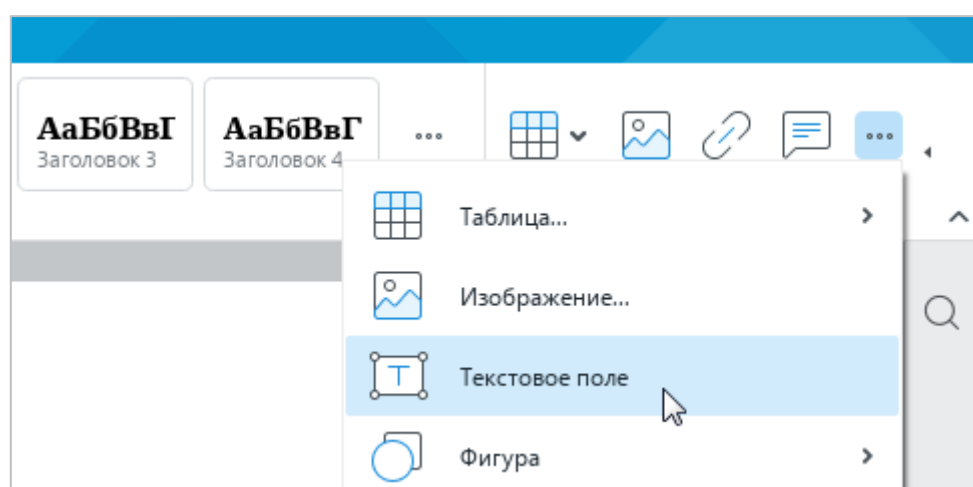 АаБбВвГ АаБбВвГ
Заголовок 3 Заголовок 4
Таблица...
Изображение...
Текстовое поле
Фигура